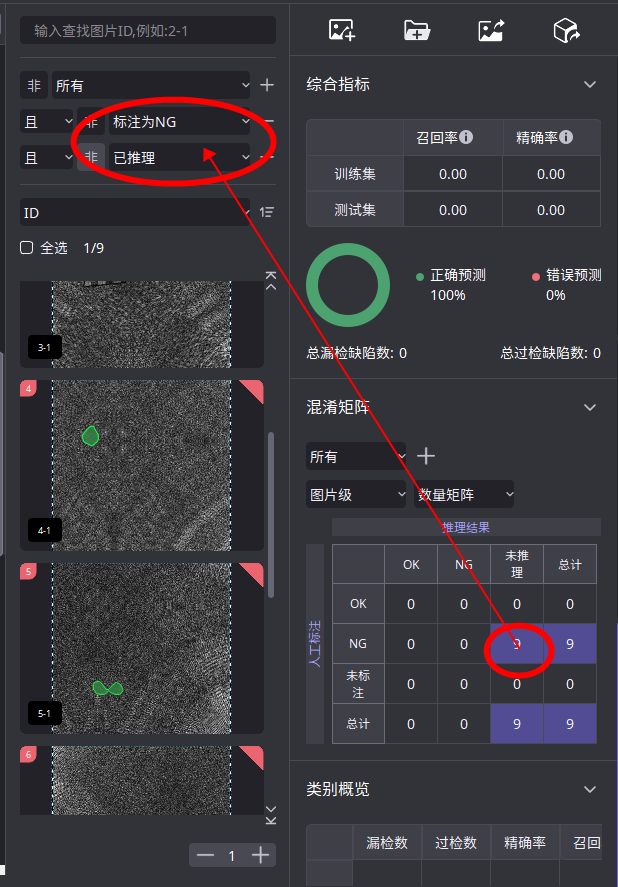 输入查找图片ID,例如:2-1
非 所有
且 非 标注为NG
且 非 已推理
ID
全选 1/9
3-1
4
4-1
5
5-1
6
1
综合指标
召回率 精确率
训练集 0.00 0.00
测试集 0.00 0.00
正确预测 错误预测
100% 0%
总漏检缺陷数: 0 总过检缺陷数: 0
混淆矩阵
所有
图片级 数量矩阵
推理结果
人工标注
OK NG 未推理 总计
OK 0 0 0 0
NG 0 0 9 9
未标注 0 0 0 0
总计 0 0 9 9
类别概览
漏检数 过检数 精确率 召回